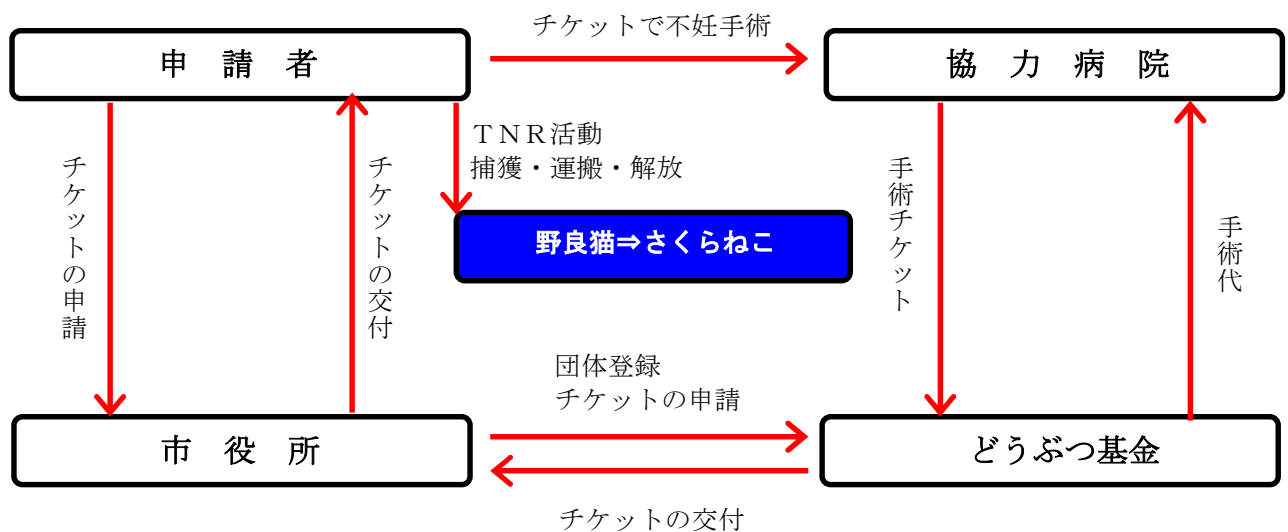 チケットで不妊手術
申請者
協力病院
ＴＮＲ活動
捕獲・運搬・解放
チケットの申請
チケットの交付
野良猫⇒さくらねこ
手術チケット
手術代
団体登録
チケットの申請
市役所
どうぶつ基金
チケットの交付